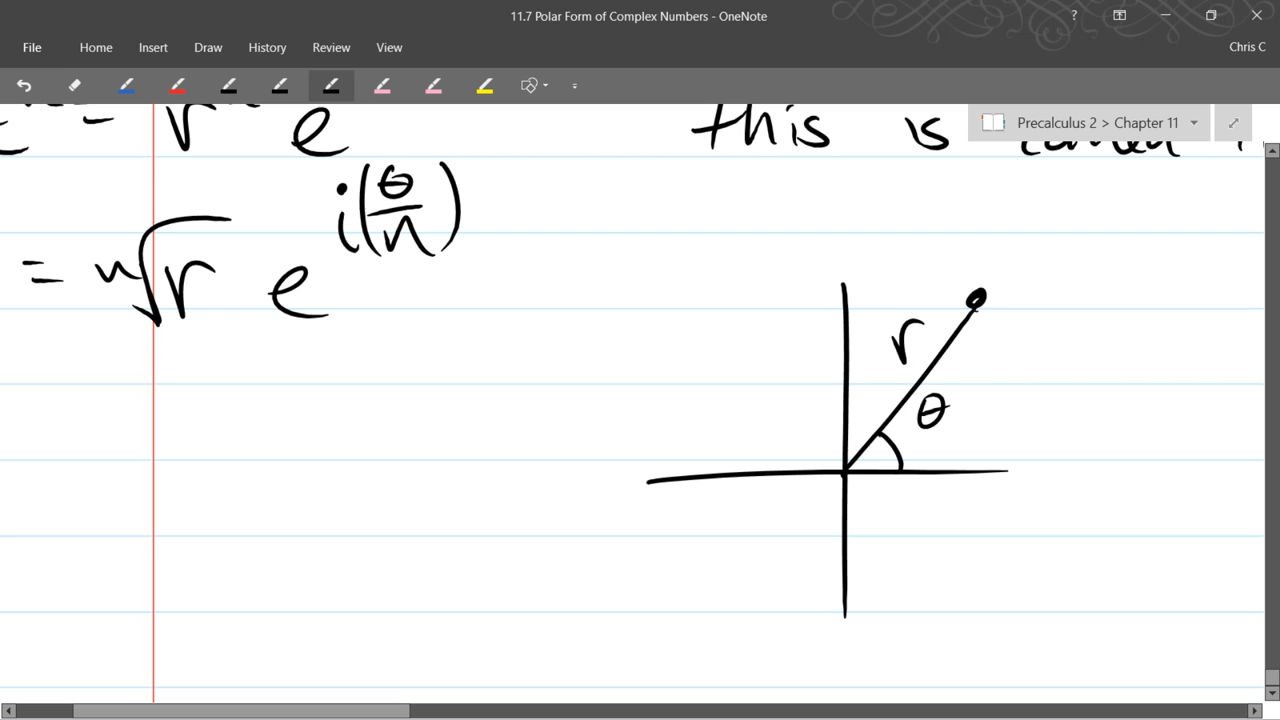 11.7 Polar Form of Complex Numbers - OneNote
?
File Home Insert Draw History Review View
Chris C
Precalculus 2 > Chapter 11
= r e
this is
i(θ/n)
= ⁿ√r e
r
θ